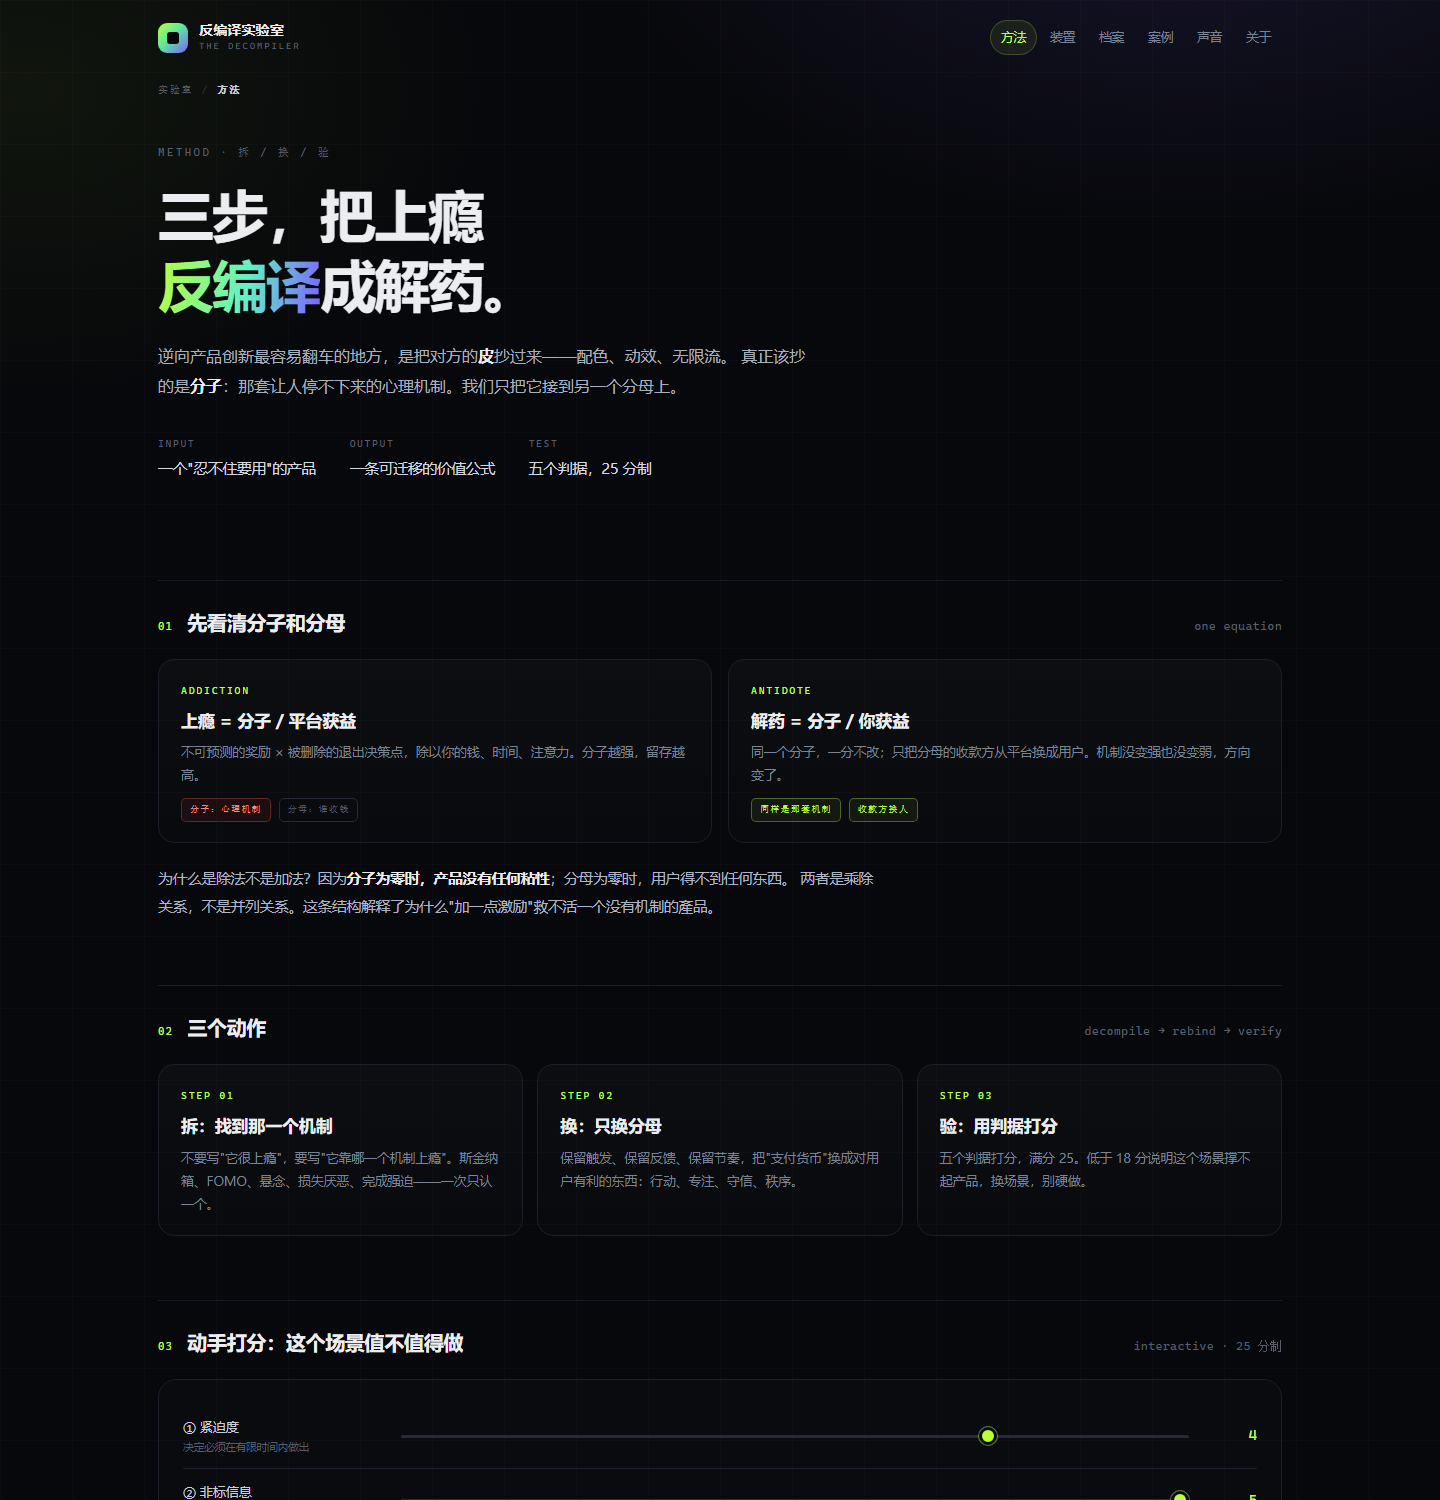 反编译实验室
THE DECOMPILER
方法 装置 档案 案例 声音 关于
实验室 / 方法
METHOD · 拆 / 换 / 验
三步，把上瘾
反编译成解药。
逆向产品创新最容易翻车的地方，是把对方的皮抄过来——配色、动效、无限流。 真正该抄
的是分子：那套让人停不下来的心理机制。我们只把它接到另一个分母上。
INPUT
一个"忍不住要用"的产品
OUTPUT
一条可迁移的价值公式
TEST
五个判据，25 分制
01 先看清分子和分母
one equation
ADDICTION
上瘾 = 分子 / 平台获益
不可预测的奖励 × 被删除的退出决策点，除以你的钱、时间、注意力。分子越强，留存越
高。
分子：心理机制 分母：谁收钱
ANTIDOTE
解药 = 分子 / 你获益
同一个分子，一分不改；只把分母的收款方从平台换成用户。机制没变强也没变弱，方向
变了。
同样是那套机制 收款方换人
为什么是除法不是加法？因为分子为零时，产品没有任何粘性；分母为零时，用户得不到任何东西。 两者是乘除
关系，不是并列关系。这条结构解释了为什么"加一点激励"救不活一个没有机制的產品。
02 三个动作
decompile → rebind → verify
STEP 01
拆：找到那一个机制
不要写"它很上瘾"，要写"它靠哪一个机制上瘾"。斯金纳
箱、FOMO、悬念、损失厌恶、完成强迫——一次只认
一个。
STEP 02
换：只换分母
保留触发、保留反馈、保留节奏，把"支付货币"换成对用
户有利的东西：行动、专注、守信、秩序。
STEP 03
验：用判据打分
五个判据打分，满分 25。低于 18 分说明这个场景撑不
起产品，换场景，别硬做。
03 动手打分：这个场景值不值得做
interactive · 25 分制
① 紧迫度
决定必须在有限时间内做出
4
② 非标信息
5